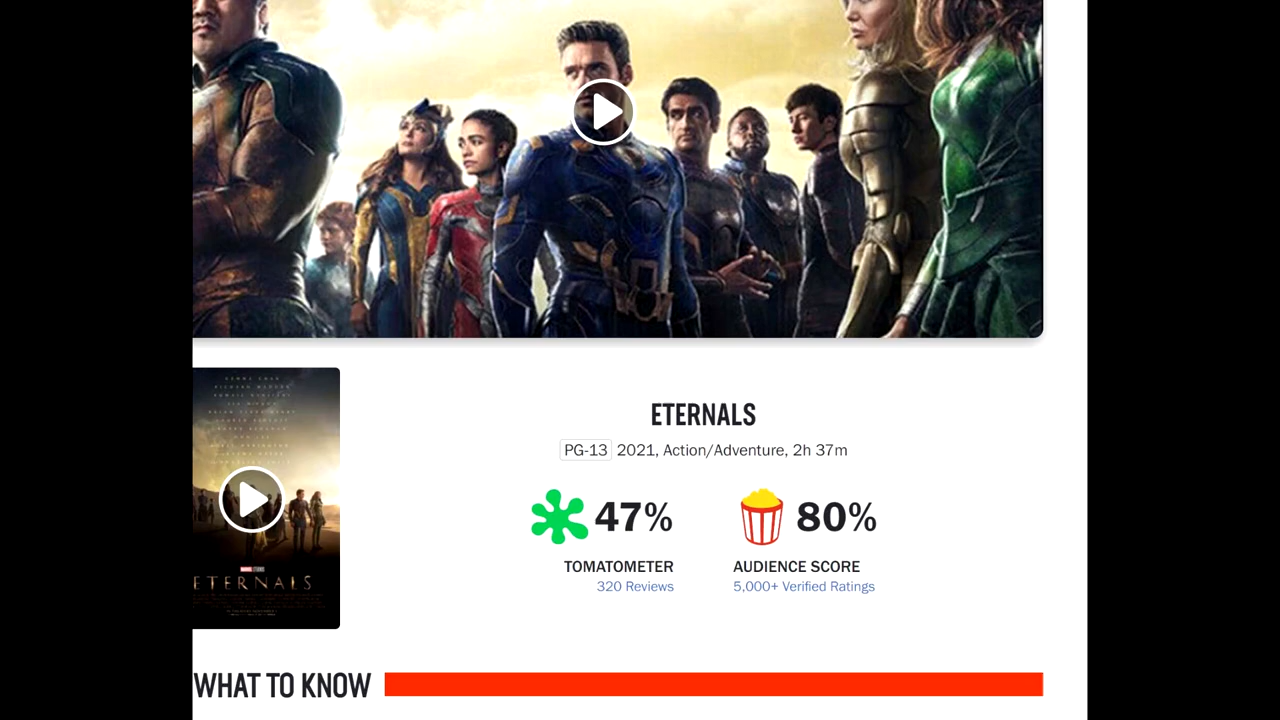 ETERNALS
PG-13 2021, Action/Adventure, 2h 37m
47% 80%
TOMATOMETER AUDIENCE SCORE
320 Reviews 5,000+ Verified Ratings
ETERNALS
WHAT TO KNOW